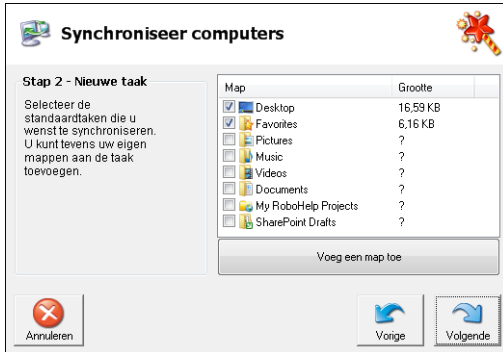 Synchroniseer computers
Stap 2 - Nieuwe taak
Selecteer de
standaardtaken die u
wenst te synchroniseren.
U kunt tevens uw eigen
mappen aan de taak
toevoegen.
Map Grootte
Desktop 16,59 KB
Favorites 6,16 KB
Pictures ?
Music ?
Videos ?
Documents ?
My RoboHelp Projects ?
SharePoint Drafts ?
Voeg een map toe
Annuleren Vorige Volgende